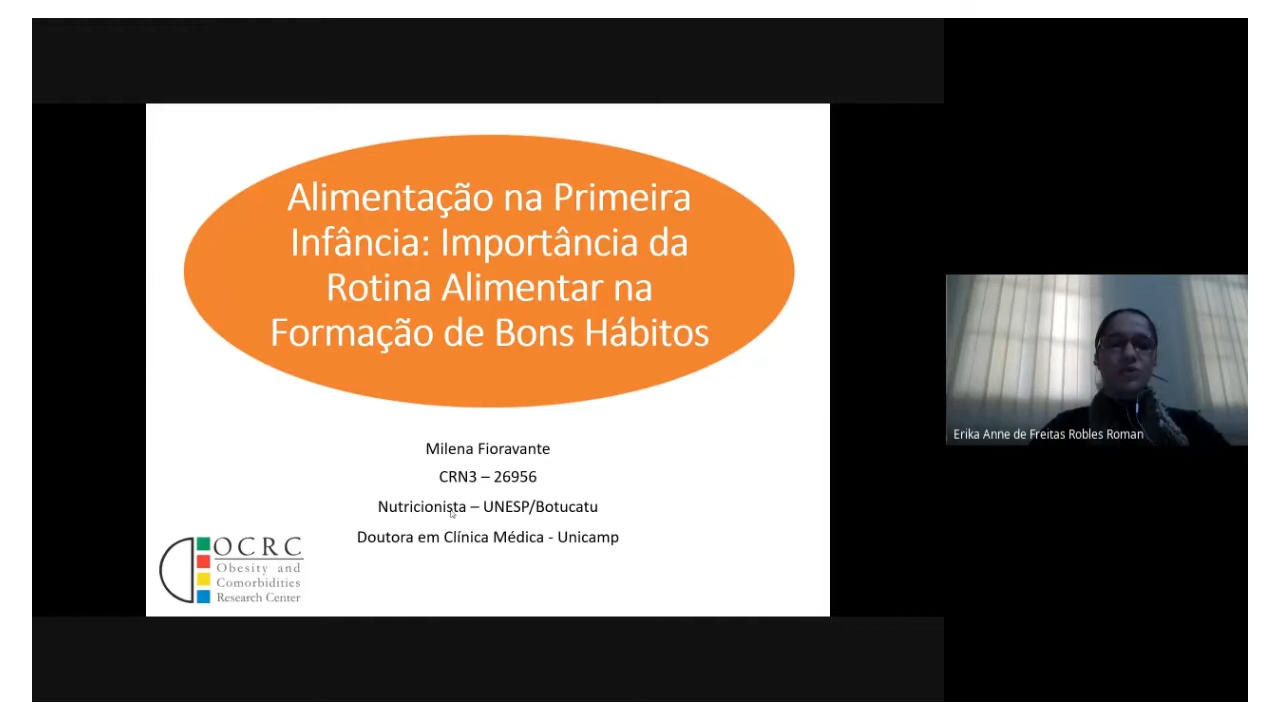 Alimentação na Primeira
Infância: Importância da
Rotina Alimentar na
Formação de Bons Hábitos
Milena Fioravante
CRN3 – 26956
Nutricionista – UNESP/Botucatu
Doutora em Clínica Médica - Unicamp
OCRC
Obesity and
Comorbidities
Research Center
Erika Anne de Freitas Robles Roman